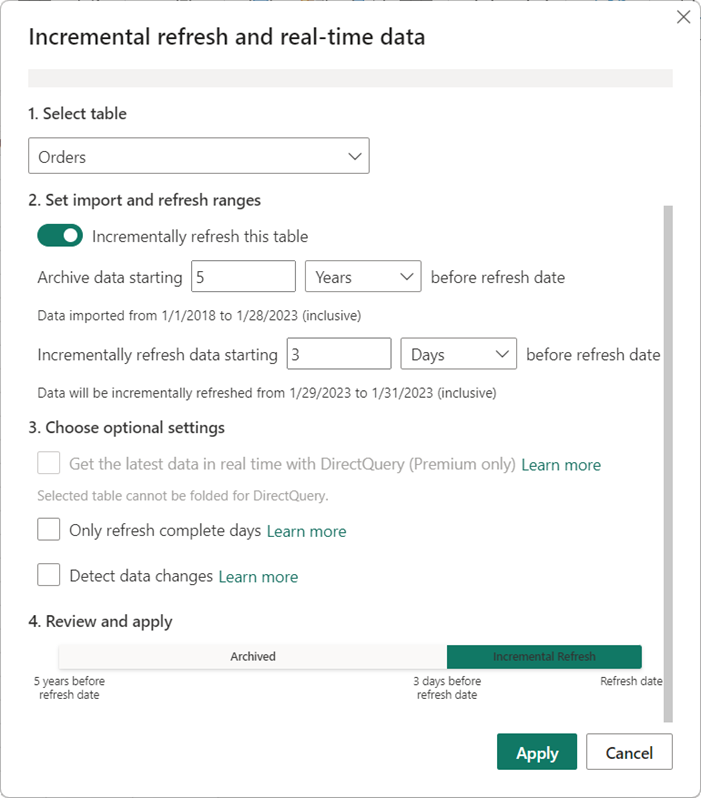 Incremental refresh and real-time data
1. Select table
Orders
2. Set import and refresh ranges
Incrementally refresh this table
Archive data starting 5 Years before refresh date
Data imported from 1/1/2018 to 1/28/2023 (inclusive)
Incrementally refresh data starting 3 Days before refresh date
Data will be incrementally refreshed from 1/29/2023 to 1/31/2023 (inclusive)
3. Choose optional settings
Get the latest data in real time with DirectQuery (Premium only) Learn more
Selected table cannot be folded for DirectQuery.
Only refresh complete days Learn more
Detect data changes Learn more
4. Review and apply
Archived Incremental Refresh
5 years before 3 days before Refresh date
refresh date refresh date
Apply Cancel